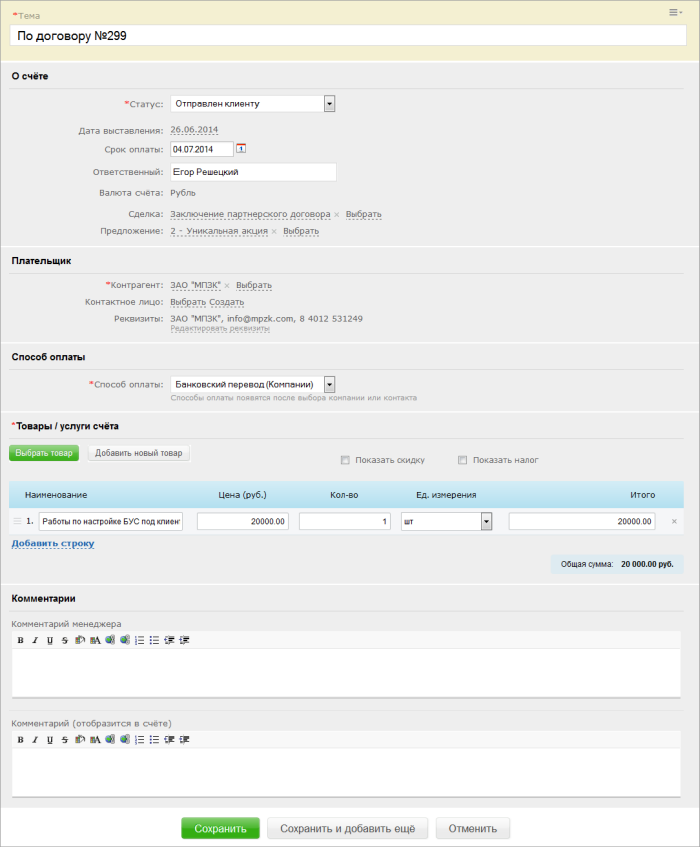 *Тема
По договору №299
О счёте
*Статус: Отправлен клиенту
Дата выставления: 26.06.2014
Срок оплаты: 04.07.2014 1
Ответственный: Егор Решецкий
Валюта счёта: Рубль
Сделка: Заключение партнерского договора × Выбрать
Предложение: 2 - Уникальная акция × Выбрать
Плательщик
*Контрагент: ЗАО "МПЗК" × Выбрать
Контактное лицо: Выбрать Создать
Реквизиты: ЗАО "МПЗК", info@mpzk.com, 8 4012 531249
Редактировать реквизиты
Способ оплаты
*Способ оплаты: Банковский перевод (Компании)
Способы оплаты появятся после выбора компании или контакта
*Товары / услуги счёта
Выбрать товар Добавить новый товар Показать скидку Показать налог
Наименование Цена (руб.) Кол-во Ед. измерения Итого
1. Работы по настройке БУС под клиен 20000.00 1 шт 20000.00 ×
Добавить строку
Общая сумма: 20 000.00 руб.
Комментарии
Комментарий менеджера
B I U S
Комментарий (отобразится в счёте)
B I U S
Сохранить Сохранить и добавить ещё Отменить